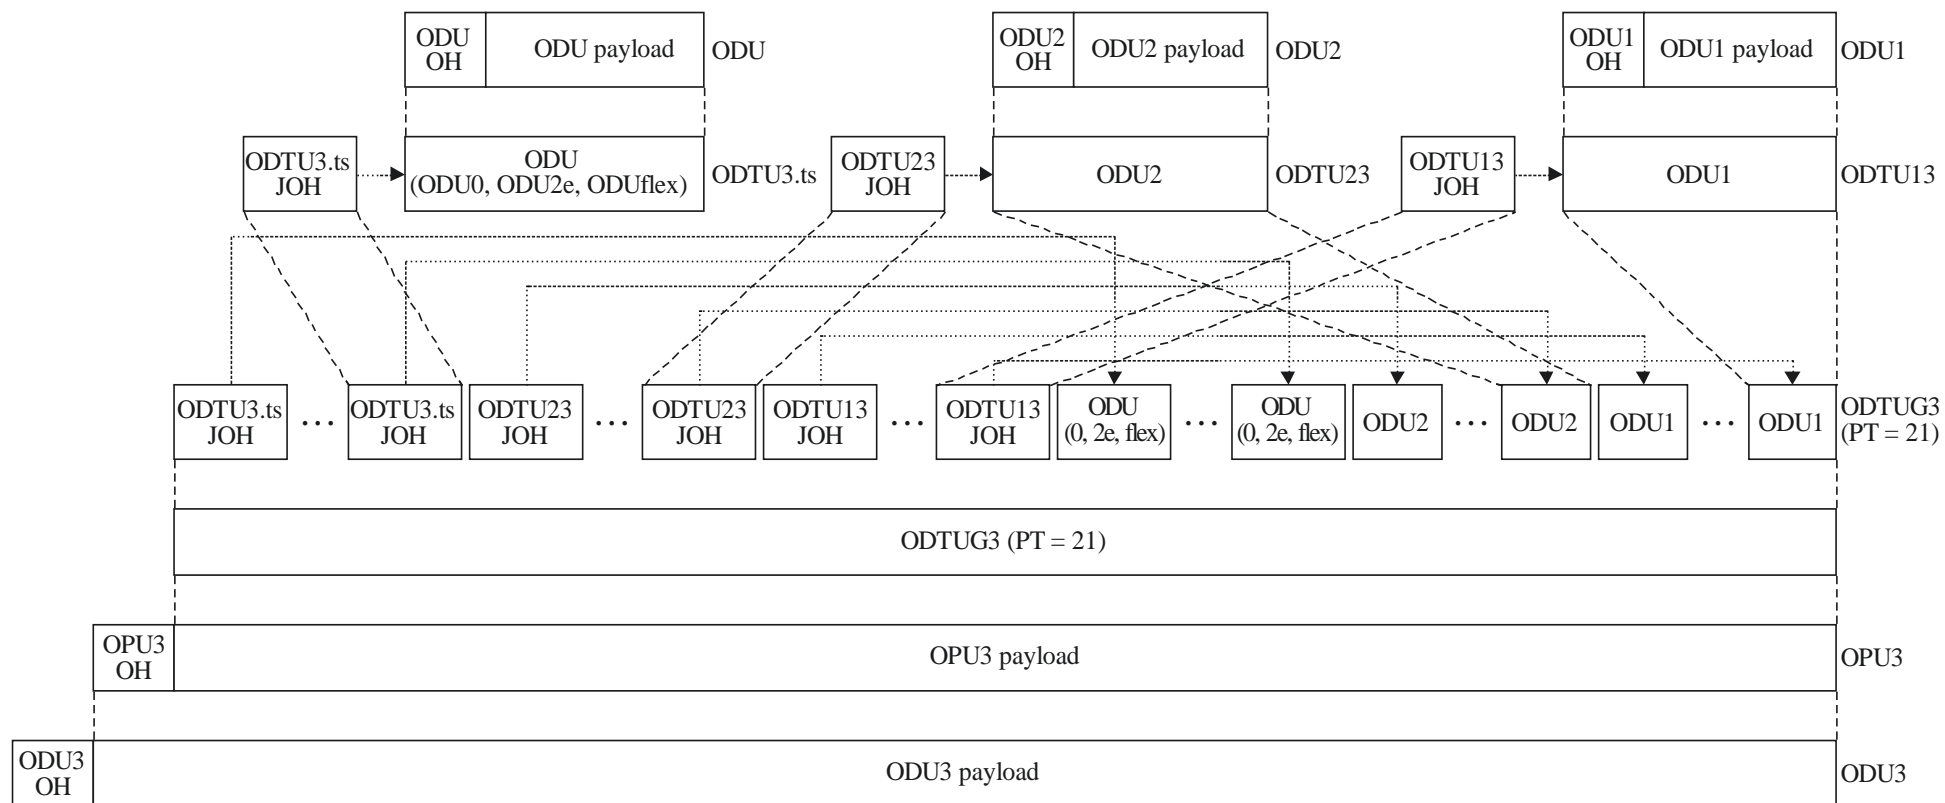 ODU
OH
ODU payload
ODU
ODU2
OH
ODU2 payload
ODU2
ODU1
OH
ODU1 payload
ODU1
ODTU3.ts
JOH
ODU
(ODU0, ODU2e, ODUflex)
ODTU3.ts
ODTU23
JOH
ODU2
ODTU23
ODTU13
JOH
ODU1
ODTU13
ODTU3.ts
JOH
...
ODTU3.ts
JOH
ODTU23
JOH
...
ODTU23
JOH
ODTU13
JOH
...
ODTU13
JOH
ODU
(0, 2e, flex)
...
ODU
(0, 2e, flex)
ODU2
...
ODU2
ODU1
...
ODU1
ODTUG3
(PT = 21)
ODTUG3 (PT = 21)
OPU3
OH
OPU3 payload
OPU3
ODU3
OH
ODU3 payload
ODU3